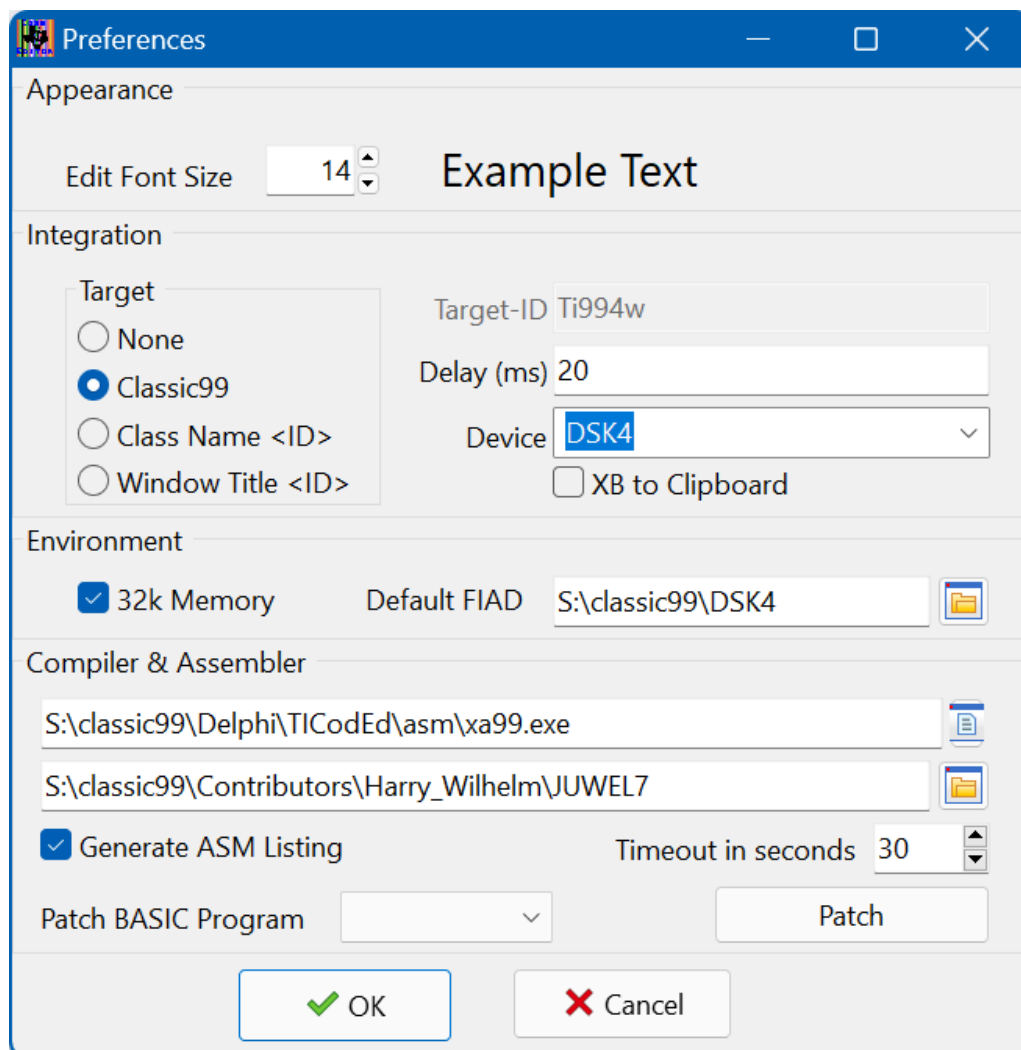 Preferences
Appearance
Edit Font Size 14 Example Text
Integration
Target
None
Classic99
Class Name <ID>
Window Title <ID>
Target-ID Ti994w
Delay (ms) 20
Device DSK4
XB to Clipboard
Environment
32k Memory Default FIAD S:\classic99\DSK4
Compiler & Assembler
S:\classic99\Delphi\TICodEd\asm\xa99.exe
S:\classic99\Contributors\Harry_Wilhelm\JUWEL7
Generate ASM Listing Timeout in seconds 30
Patch BASIC Program Patch
OK Cancel